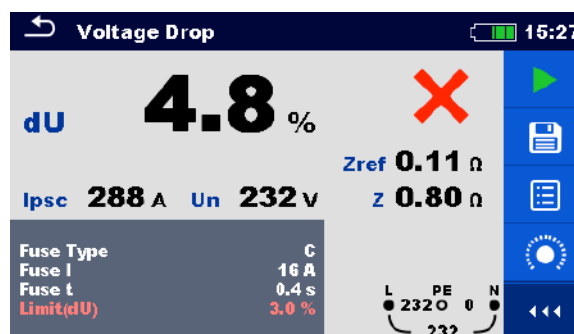 Voltage Drop 15:27
dU 4.8 %
Zref 0.11 Ω
Ipsc 288 A Un 232 V Z 0.80 Ω
Fuse Type C
Fuse I 16 A
Fuse t 0.4 s
Limit(dU) 3.0 %
L PE N
232 0
232